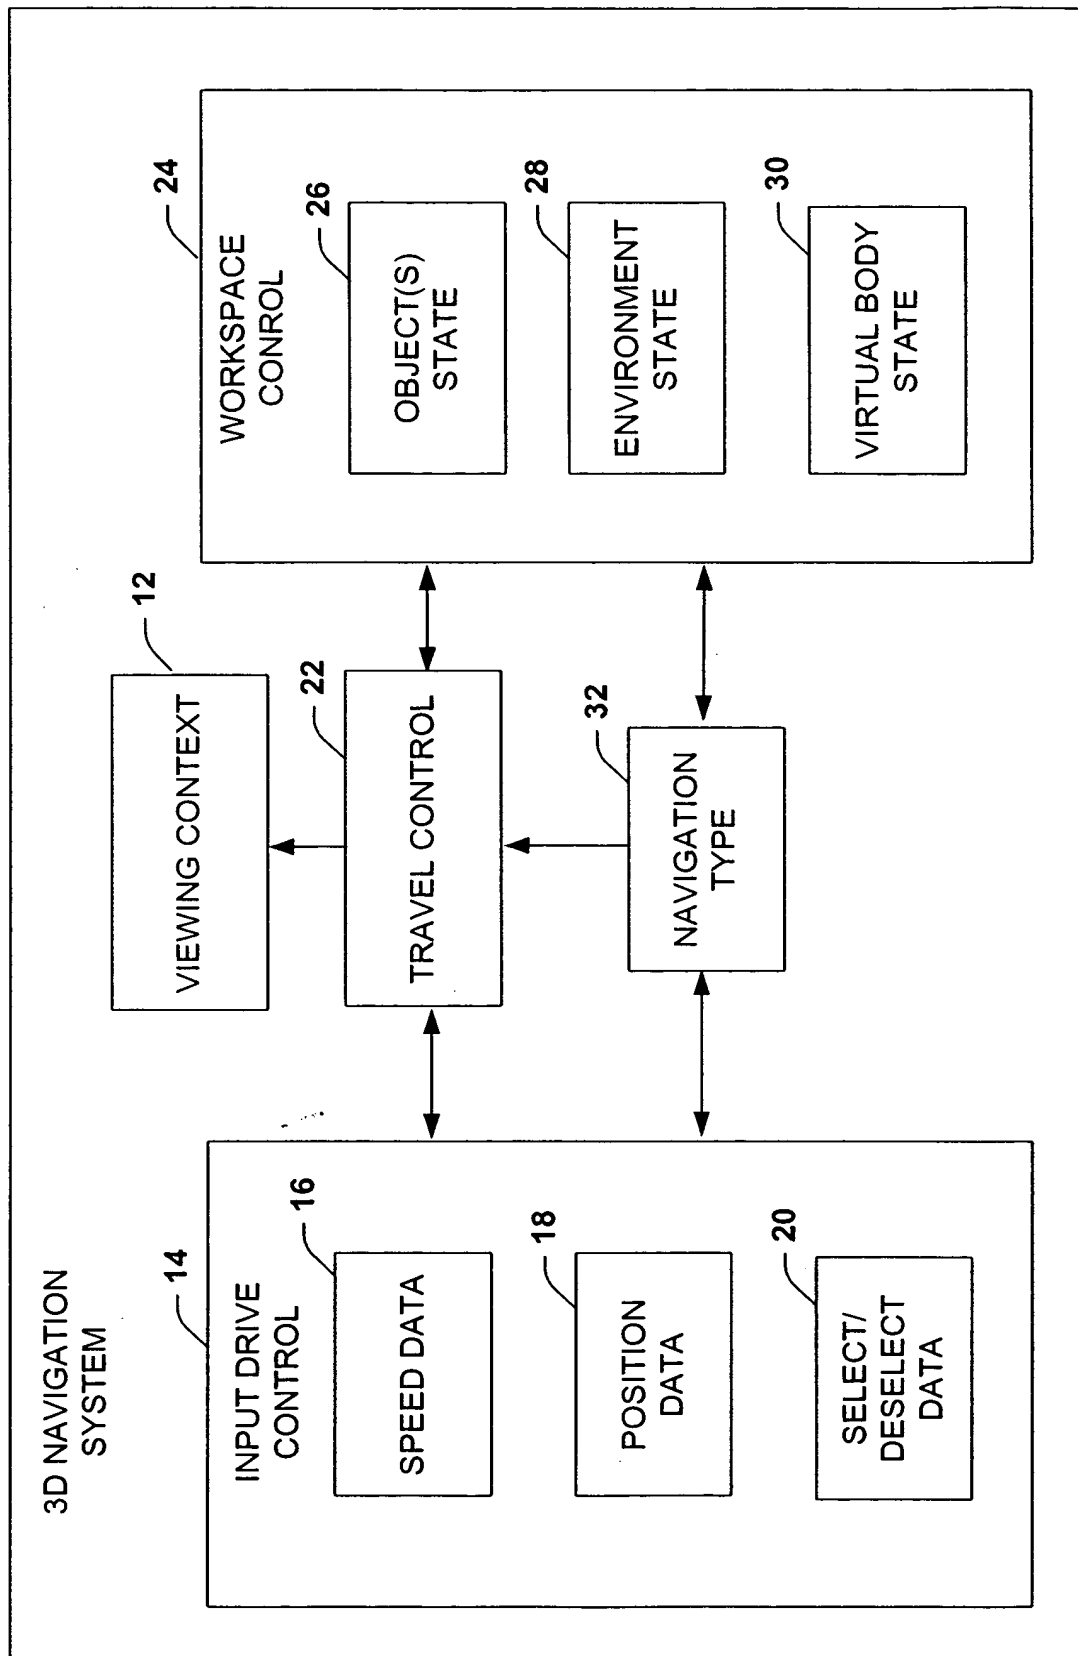 3D NAVIGATION
SYSTEM
14
INPUT DRIVE
CONTROL
16
SPEED DATA
18
POSITION
DATA
20
SELECT/
DESELECT
DATA
12
VIEWING CONTEXT
22
TRAVEL CONTROL
32
NAVIGATION
TYPE
24
WORKSPACE
CONROL
26
OBJECT(S)
STATE
28
ENVIRONMENT
STATE
30
VIRTUAL BODY
STATE